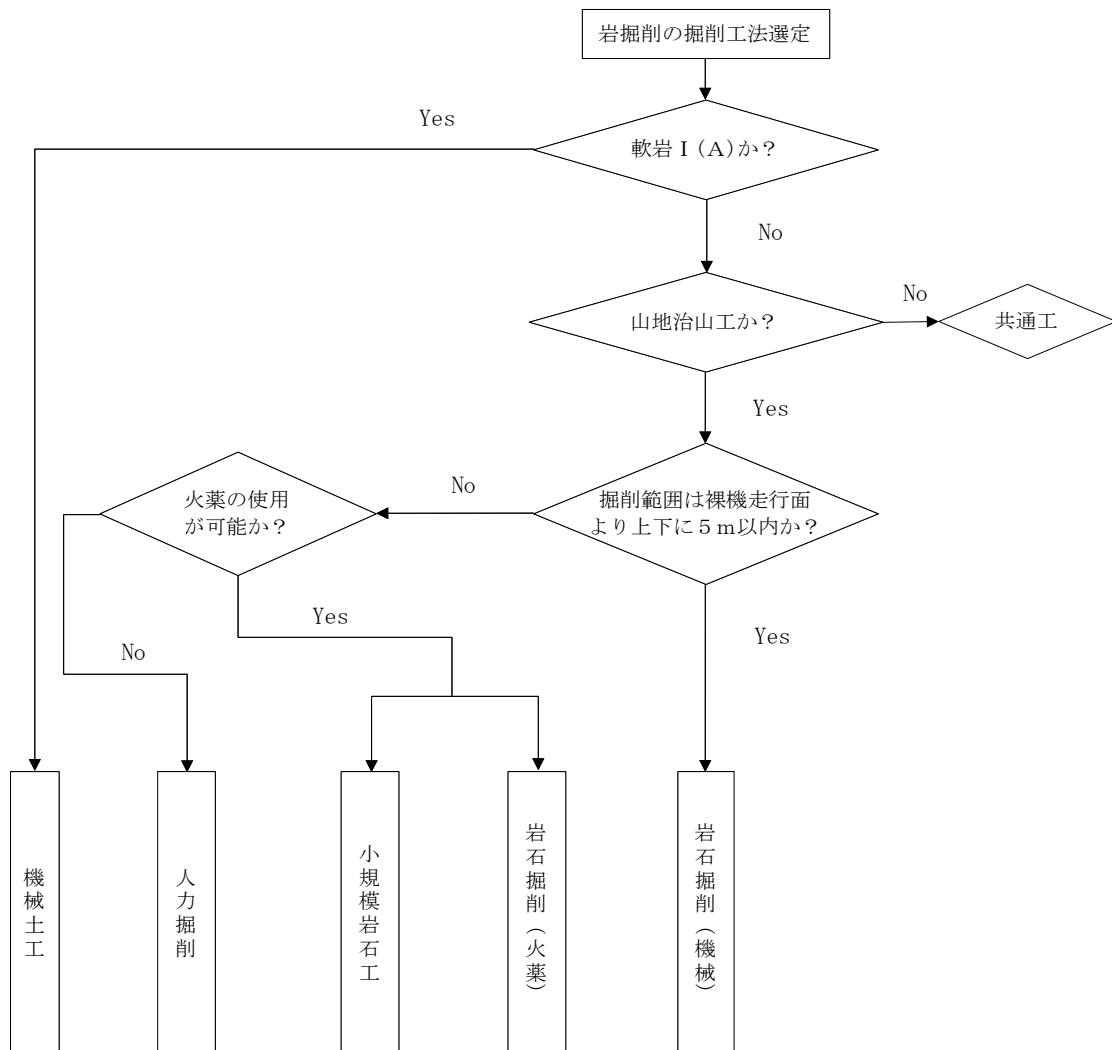 岩掘削の掘削工法選定
Yes
軟岩Ⅰ(A)か？
No
山地治山工か？
No
共通工
Yes
火薬の使用
が可能か？
No
掘削範囲は裸機走行面
より上下に５ｍ以内か？
Yes
No
Yes
機械土工
人力掘削
小規模岩石工
岩石掘削（火薬）
岩石掘削（機械）